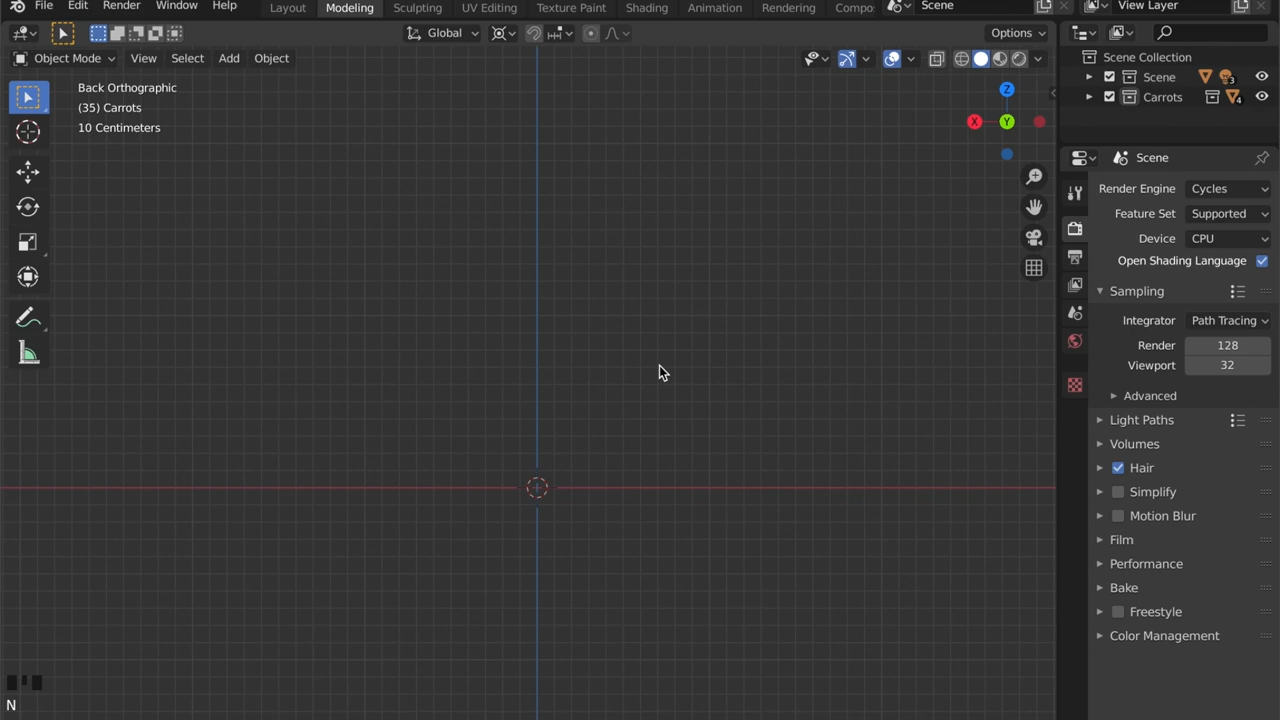 File Edit Render Window Help
Layout Modeling Sculpting UV Editing Texture Paint Shading Animation Rendering Compo
Scene
View Layer
Global
Options
Object Mode View Select Add Object
Back Orthographic
(35) Carrots
10 Centimeters
Z
X
Y
N
Scene Collection
Scene 3
Carrots 4
Scene
Render Engine Cycles
Feature Set Supported
Device CPU
Open Shading Language
Sampling
Integrator Path Tracing
Render 128
Viewport 32
Advanced
Light Paths
Volumes
Hair
Simplify
Motion Blur
Film
Performance
Bake
Freestyle
Color Management